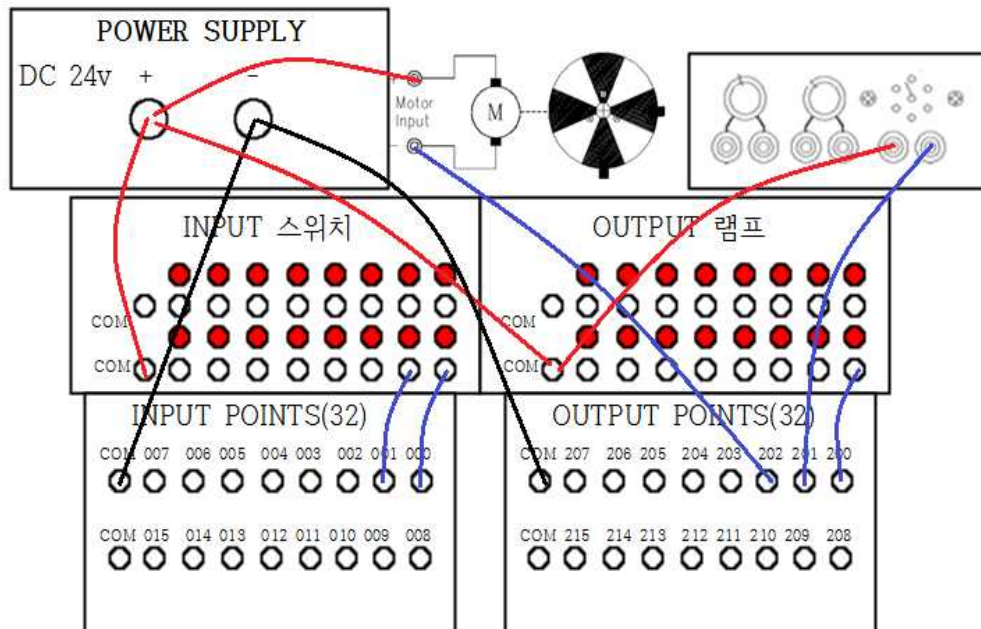 POWER SUPPLY
DC 24v + -
Motor
Input
M
INPUT 스위치
COM
COM
OUTPUT 램프
COM
COM
INPUT POINTS(32)
COM 007 006 005 004 003 002 001 000
COM 015 014 013 012 011 010 009 008
OUTPUT POINTS(32)
COM 207 206 205 204 203 202 201 200
COM 215 214 213 212 211 210 209 208